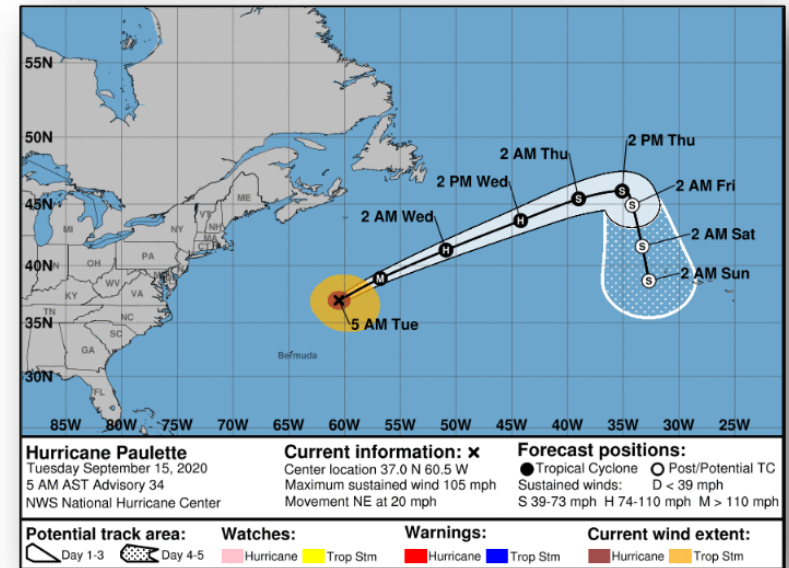 55N
50N
45N
40N
35N
30N
2 PM Thu
2 AM Thu
2 AM Fri
2 PM Wed
2 AM Wed
2 AM Sat
2 AM Sun
5 AM Tue
S
S
S
H
H
S
M
S
ME
VT
NH
NY
MA
CT
MI
PA
OH
WV
VA
KY
TN
NC
SC
GA
FL
Bermuda
85W 80W 75W 70W 65W 60W 55W 50W 45W 40W 35W 30W 25W
Hurricane Paulette
Tuesday September 15, 2020
5 AM AST Advisory 34
NWS National Hurricane Center
Current information: ×
Center location 37.0 N 60.5 W
Maximum sustained wind 105 mph
Movement NE at 20 mph
Forecast positions:
Tropical Cyclone Post/Potential TC
Sustained winds: D < 39 mph
S 39-73 mph H 74-110 mph M > 110 mph
Potential track area:
Day 1-3 Day 4-5
Watches:
Hurricane Trop Stm
Warnings:
Hurricane Trop Stm
Current wind extent:
Hurricane Trop Stm